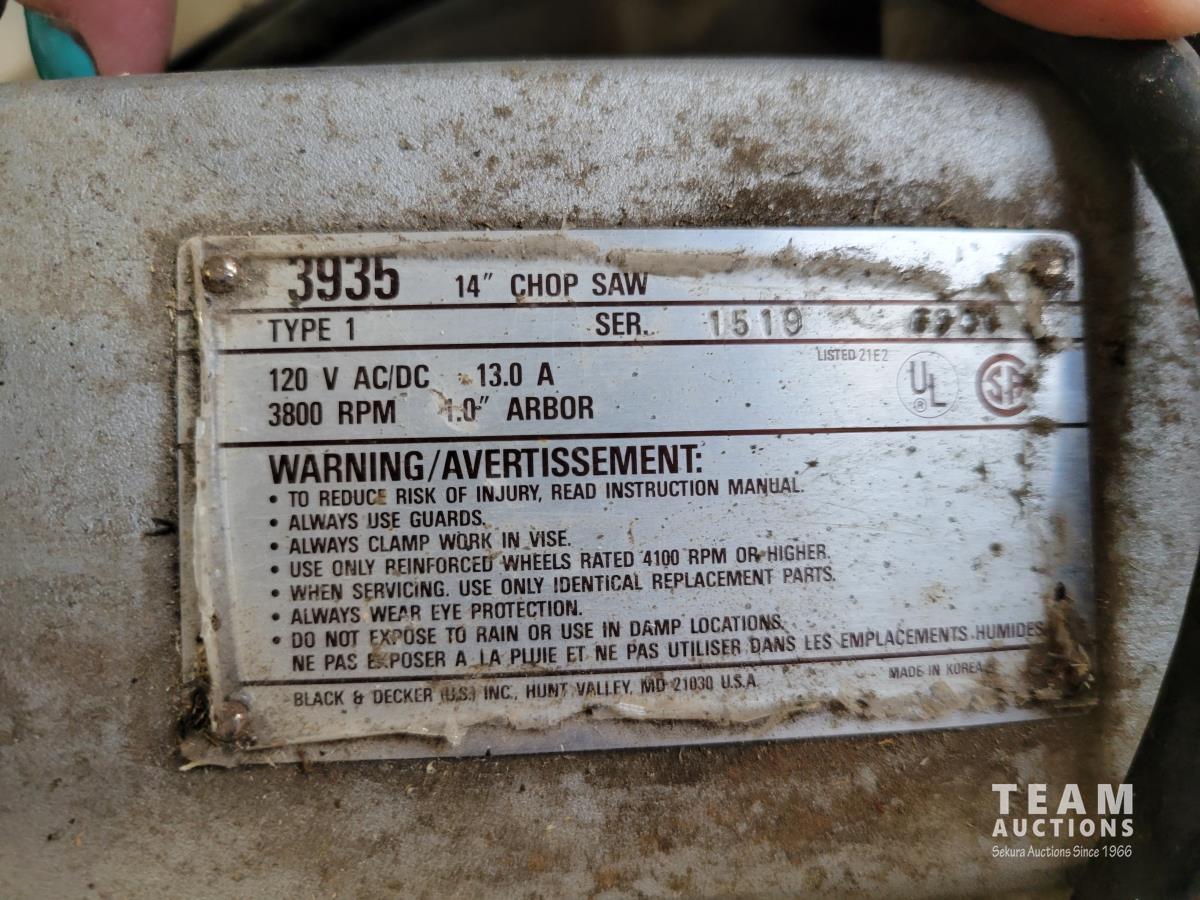 3935 14" CHOP SAW
TYPE 1 SER. 1519
LISTED 21E2
UL ®
120 V AC/DC 13.0 A
3800 RPM 1.0" ARBOR
WARNING/AVERTISSEMENT:
• TO REDUCE RISK OF INJURY, READ INSTRUCTION MANUAL.
• ALWAYS USE GUARDS.
• ALWAYS CLAMP WORK IN VISE.
• USE ONLY REINFORCED WHEELS RATED 4100 RPM OR HIGHER.
• WHEN SERVICING. USE ONLY IDENTICAL REPLACEMENT PARTS.
• ALWAYS WEAR EYE PROTECTION.
• DO NOT EXPOSE TO RAIN OR USE IN DAMP LOCATIONS.
NE PAS EXPOSER A LA PLUIE ET NE PAS UTILISER DANS LES EMPLACEMENTS HUMIDES
BLACK & DECKER (U.S.) INC., HUNT VALLEY, MD 21030 U.S.A.
MADE IN KOREA
TEAM
AUCTIONS
Sekura Auctions Since 1966